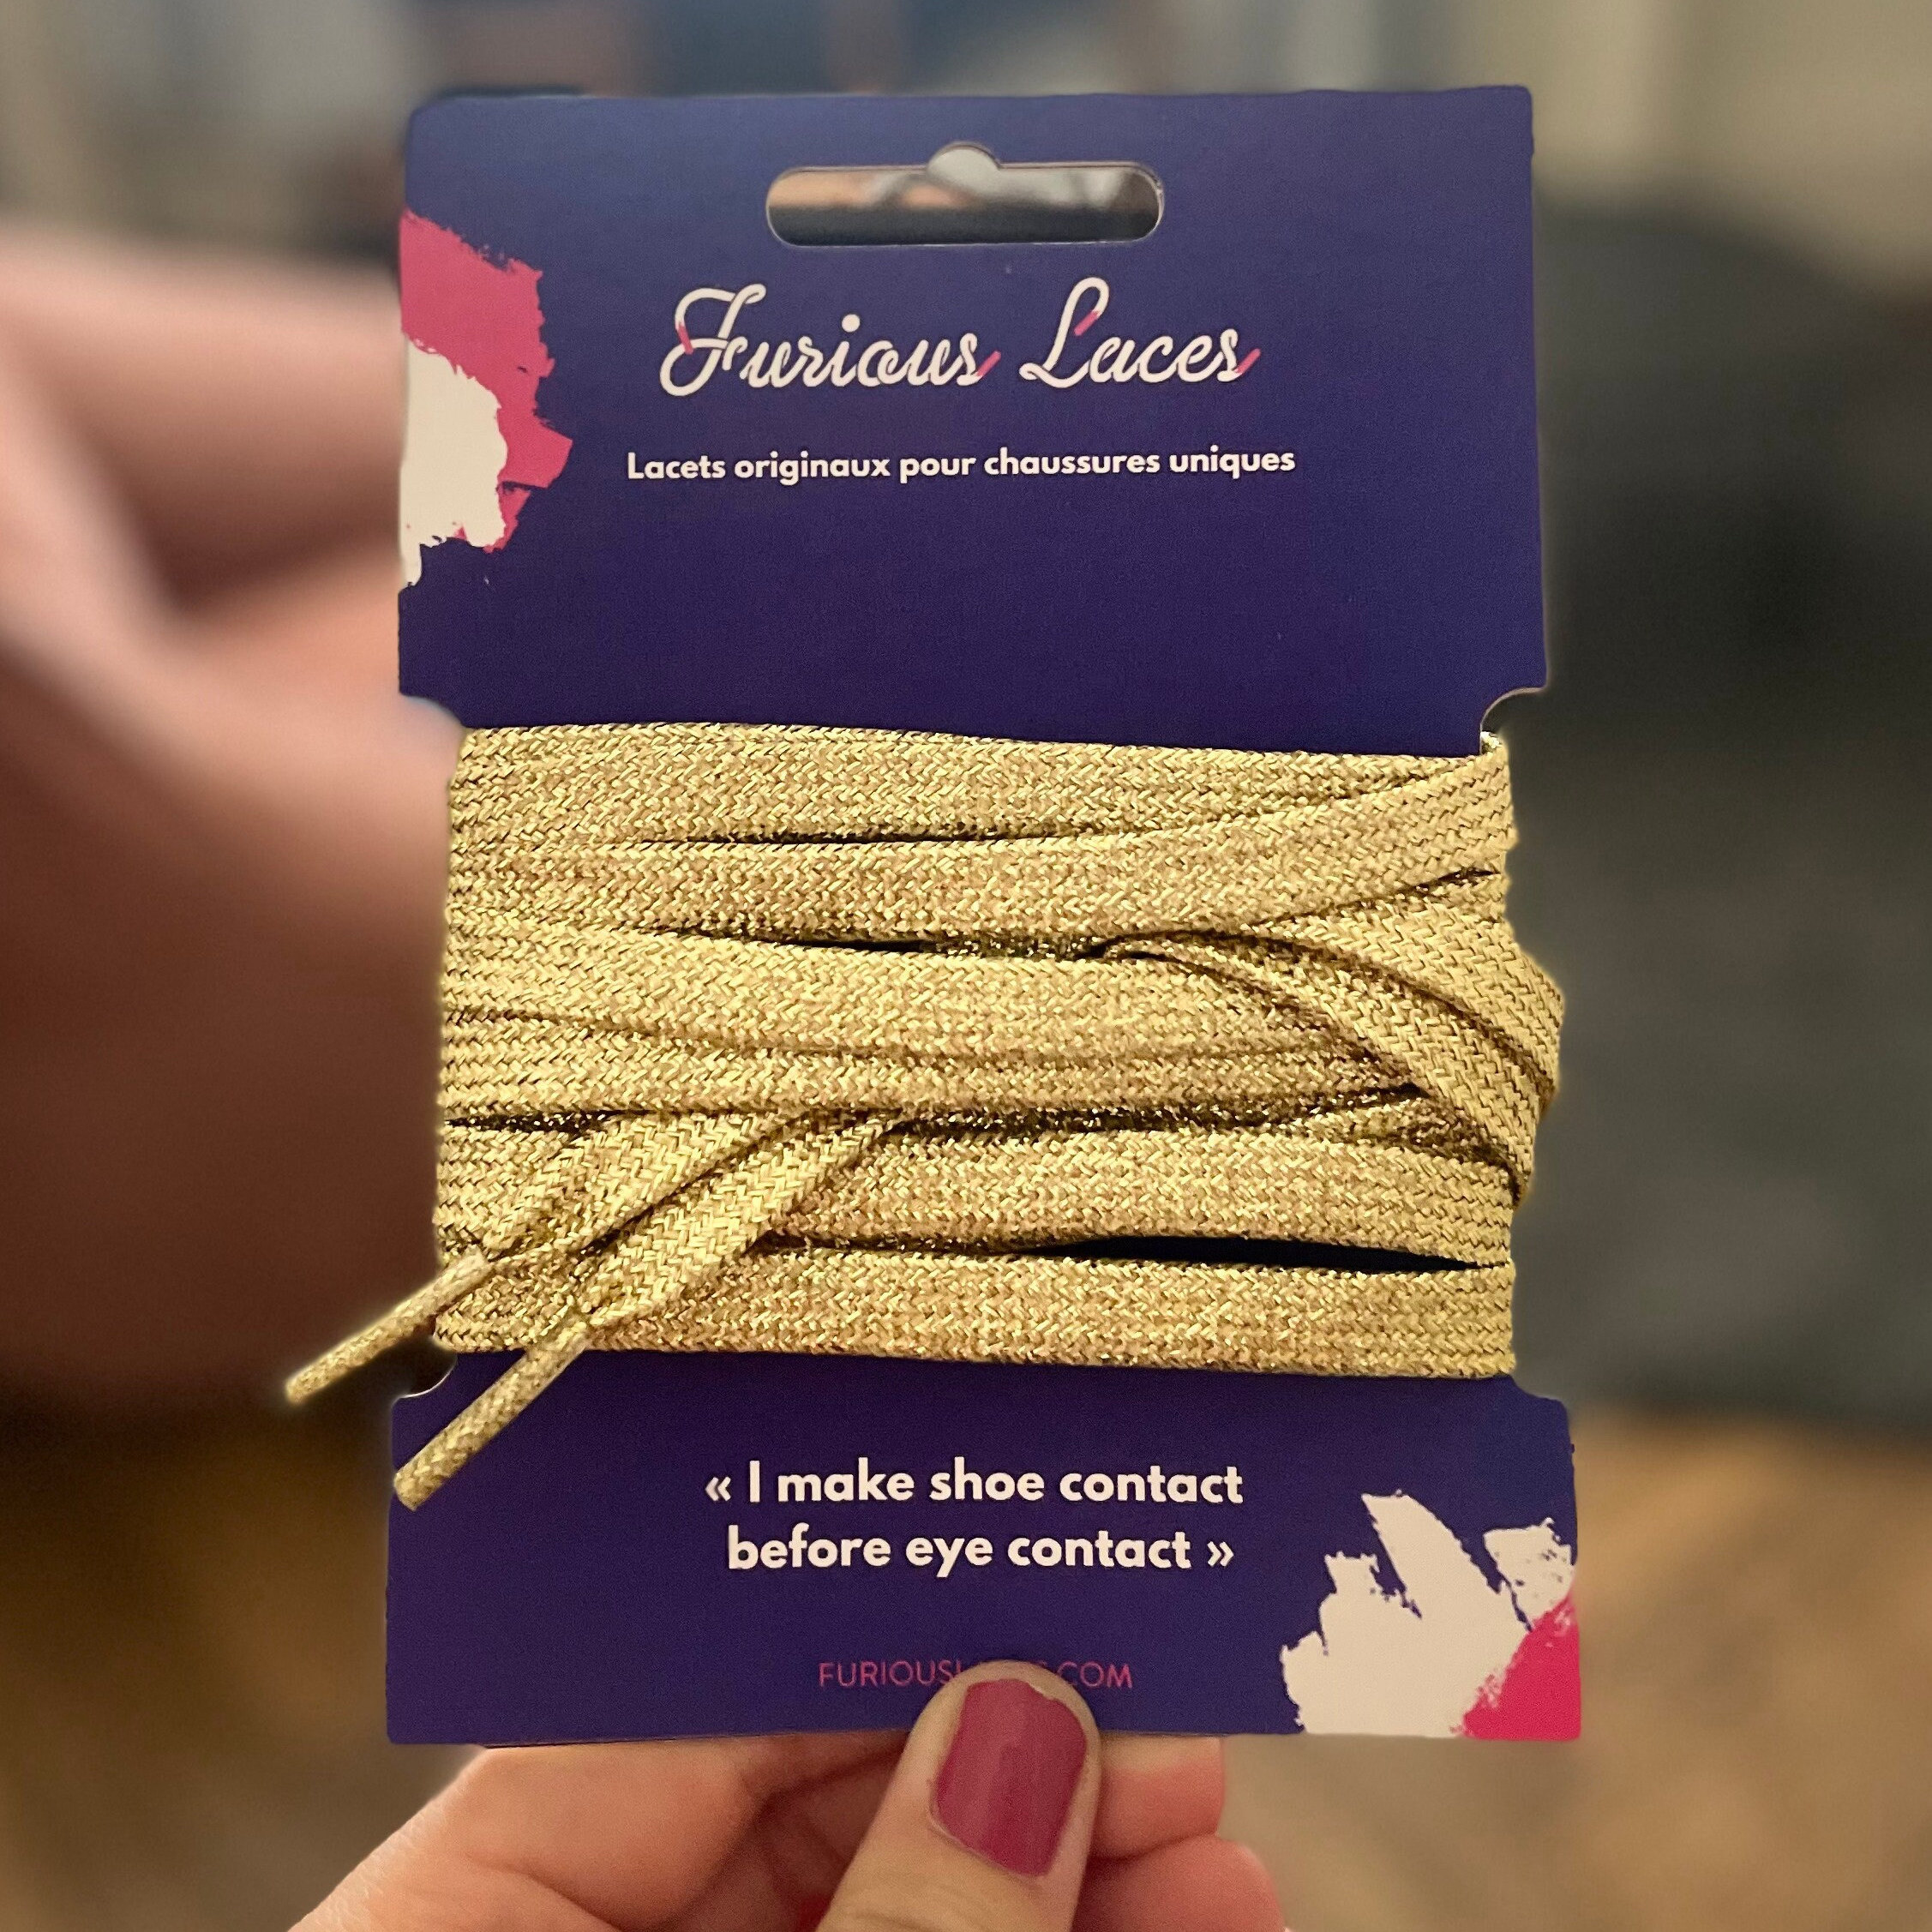 Furious Laces
Lacets originaux pour chaussures uniques
« I make shoe contact
before eye contact »